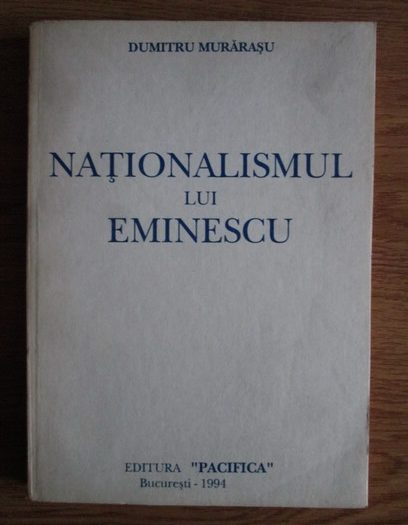 DUMITRU MURĂRAŞU
NAŢIONALISMUL
LUI
EMINESCU
EDITURA "PACIFICA"
Bucureşti - 1994